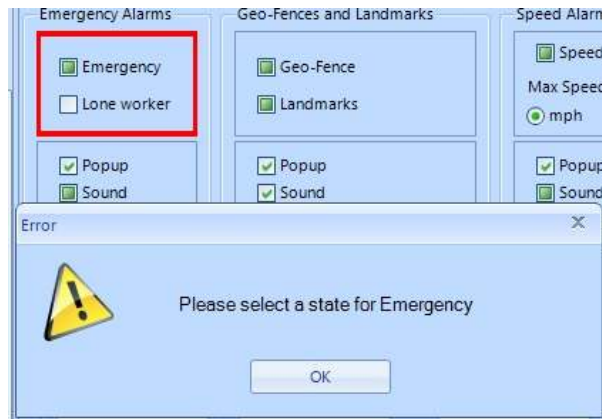 Emergency Alarms
Geo-Fences and Landmarks
Speed Alarm
Emergency
Geo-Fence
Speed
Lone worker
Landmarks
Max Speed
mph
Popup
Popup
Popup
Sound
Sound
Sound
Error
Please select a state for Emergency
OK